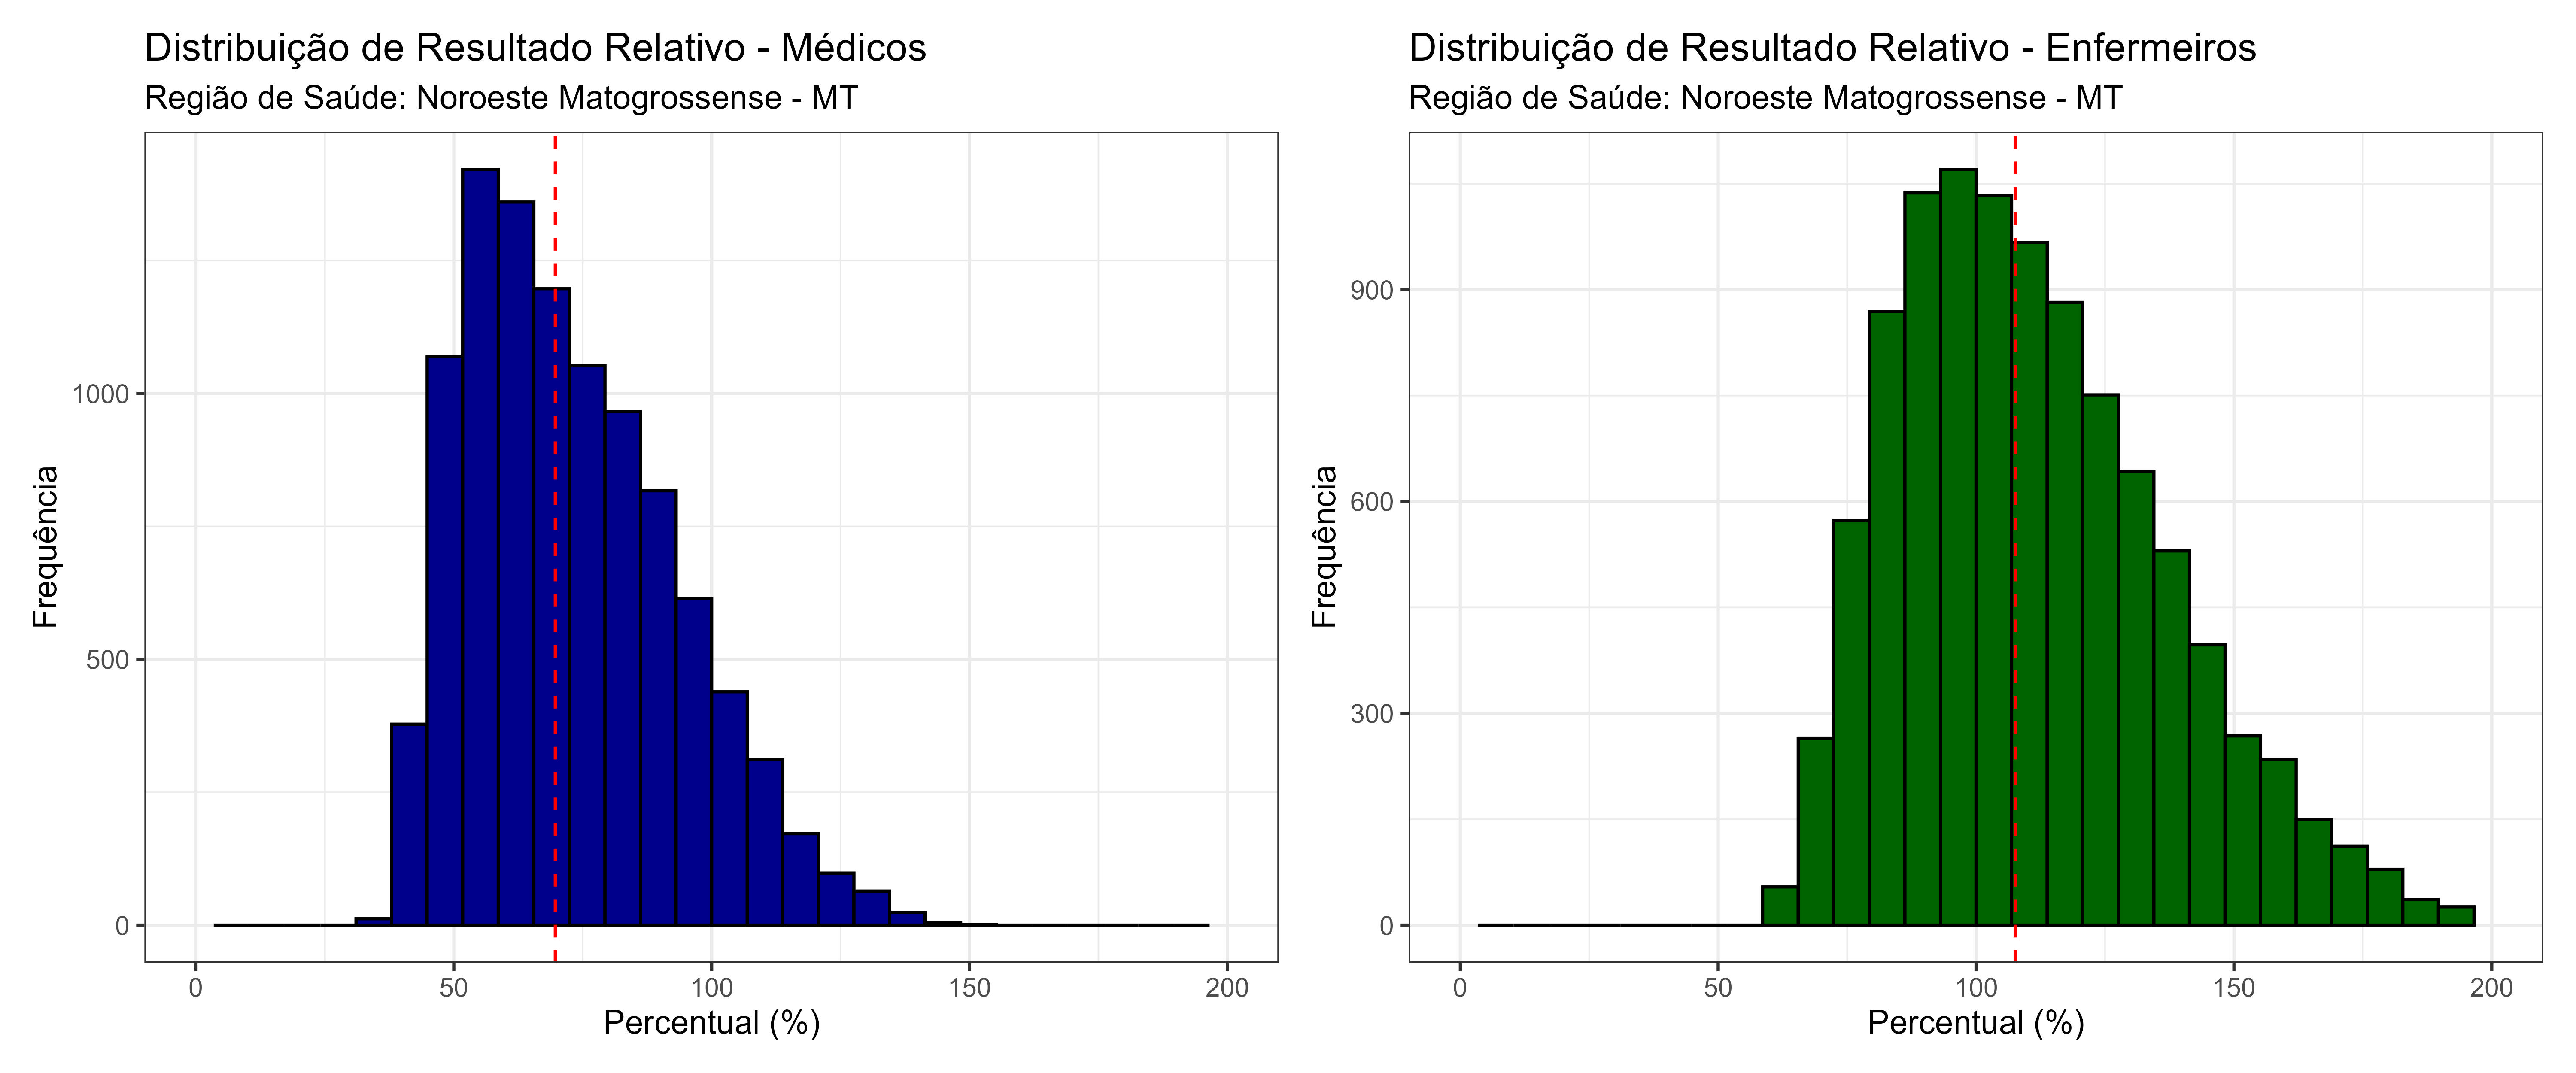 Distribuição de Resultado Relativo - Médicos
Região de Saúde: Noroeste Matogrossense - MT
Frequência
1000
500
0
0 50 100 150 200
Percentual (%)
Distribuição de Resultado Relativo - Enfermeiros
Região de Saúde: Noroeste Matogrossense - MT
Frequência
900
600
300
0
0 50 100 150 200
Percentual (%)